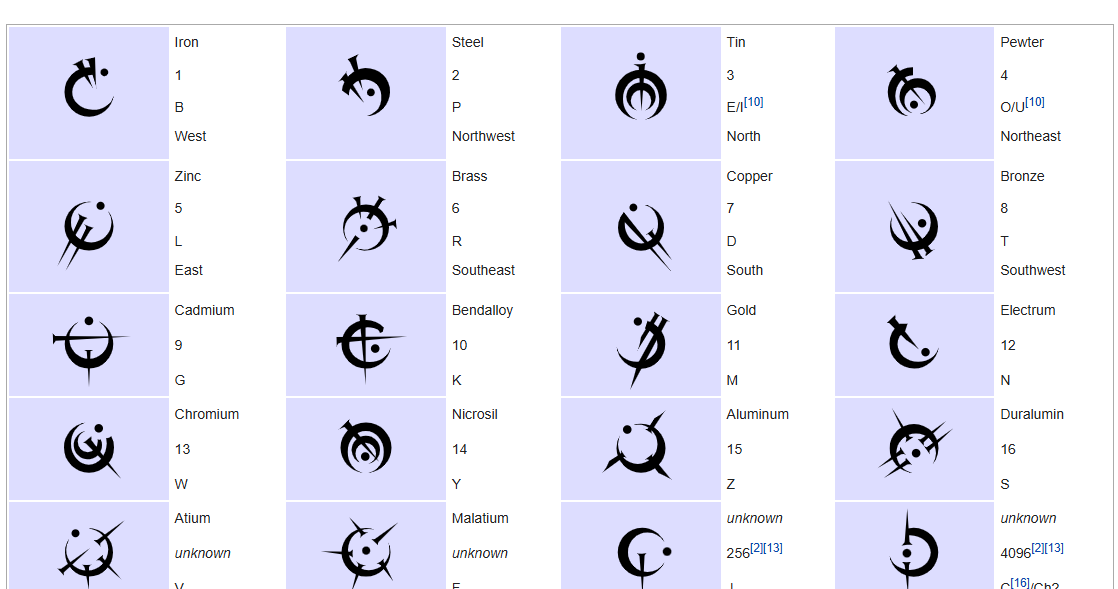 Iron
1
B
West
Steel
2
P
Northwest
Tin
3
E/I[10]
North
Pewter
4
O/U[10]
Northeast
Zinc
5
L
East
Brass
6
R
Southeast
Copper
7
D
South
Bronze
8
T
Southwest
Cadmium
9
G
Bendalloy
10
K
Gold
11
M
Electrum
12
N
Chromium
13
W
Nicrosil
14
Y
Aluminum
15
Z
Duralumin
16
S
Atium
unknown
Malatium
unknown
unknown
256[2][13]
unknown
4096[2][13]
C[16]/Ch?